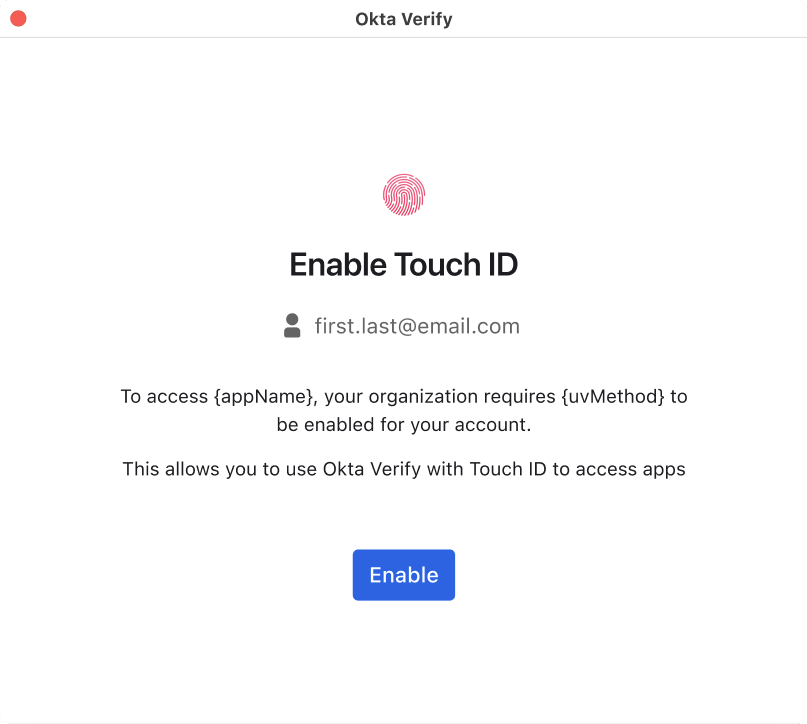 Okta Verify
Enable Touch ID
first.last@email.com
To access {appName}, your organization requires {uvMethod} to
be enabled for your account.
This allows you to use Okta Verify with Touch ID to access apps
Enable